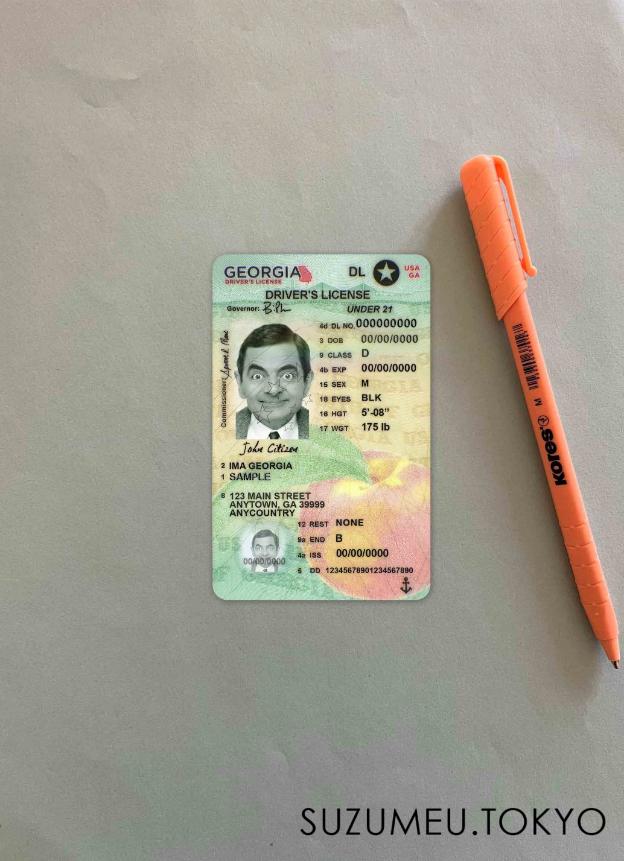 GEORGIA
DRIVER'S LICENSE
DL
USA
GA
DRIVER'S LICENSE
Governor:
UNDER 21
4d DL NO. 000000000
3 DOB 00/00/0000
9 CLASS D
4b EXP 00/00/0000
15 SEX M
18 EYES BLK
16 HGT 5'-08"
17 WGT 175 lb
Commissioner:
John Citizen
2 IMA GEORGIA
1 SAMPLE
8 123 MAIN STREET
ANYTOWN, GA 39999
ANYCOUNTRY
12 REST NONE
9a END B
4a ISS 00/00/0000
5 DD 12345678901234567890
00/00/0000
Kores
M
SUZUMEU.TOKYO